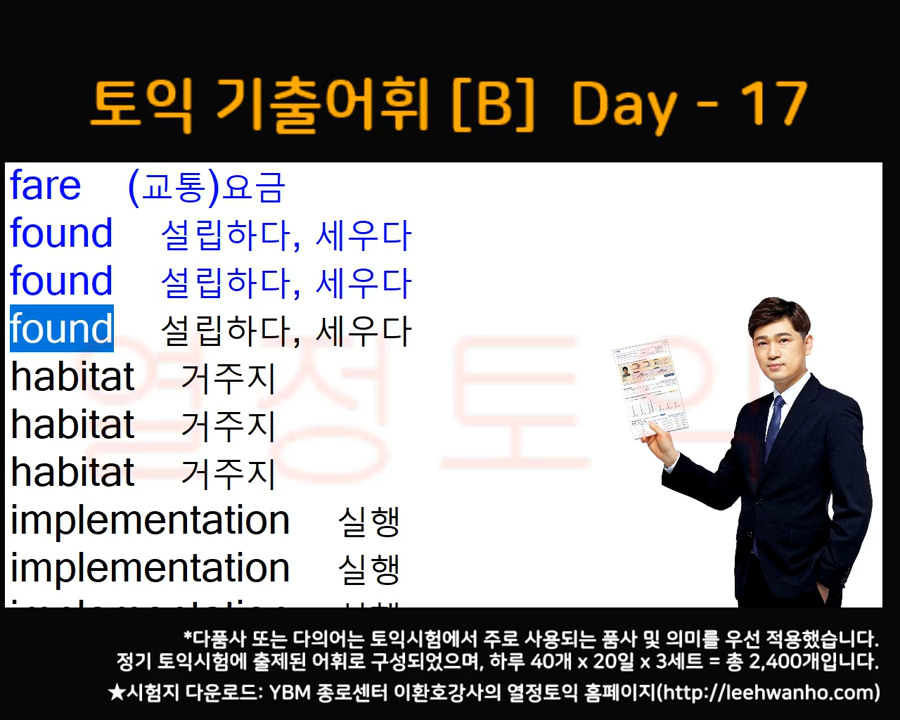 토익 기출어휘 [B] Day - 17
fare (교통)요금
found 설립하다, 세우다
found 설립하다, 세우다
found 설립하다, 세우다
habitat 거주지
habitat 거주지
habitat 거주지
implementation 실행
implementation 실행
implementation 실행
열정토익
*다품사 또는 다의어는 토익시험에서 주로 사용되는 품사 및 의미를 우선 적용했습니다.
정기 토익시험에 출제된 어휘로 구성되었으며, 하루 40개 x 20일 x 3세트 = 총 2,400개입니다.
★시험지 다운로드: YBM 종로센터 이환호강사의 열정토익 홈페이지(http://leehwanho.com)